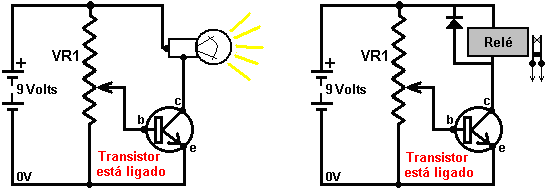 +
VR1
9 Volts
b
c
e
Transistor
está ligado
0V
+
VR1
Relé
9 Volts
b
c
e
Transistor
está ligado
0V